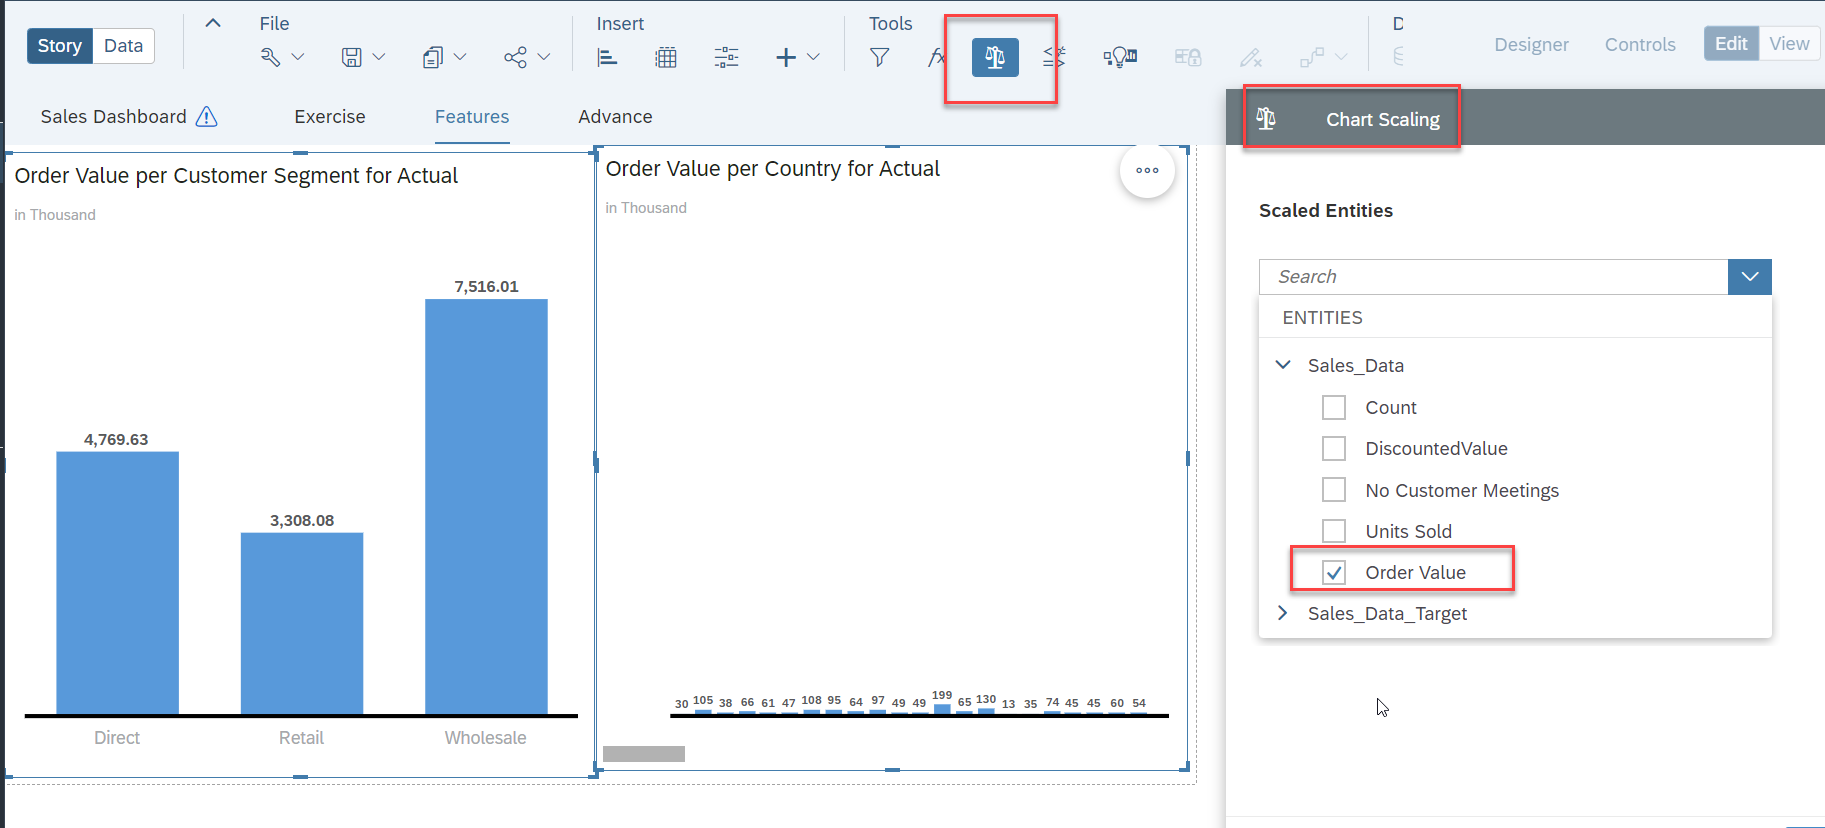 Story
Data
File
Insert
Tools
D
Designer
Controls
Edit
View
fx
Sales Dashboard
Exercise
Features
Advance
Chart Scaling
Order Value per Customer Segment for Actual
in Thousand
7,516.01
4,769.63
3,308.08
Direct
Retail
Wholesale
Order Value per Country for Actual
in Thousand
30 105 38 66 61 47 108 95 64 97 49 49 199 65 130 13 35 74 45 45 60 54
Scaled Entities
Search
ENTITIES
Sales_Data
Count
DiscountedValue
No Customer Meetings
Units Sold
Order Value
Sales_Data_Target